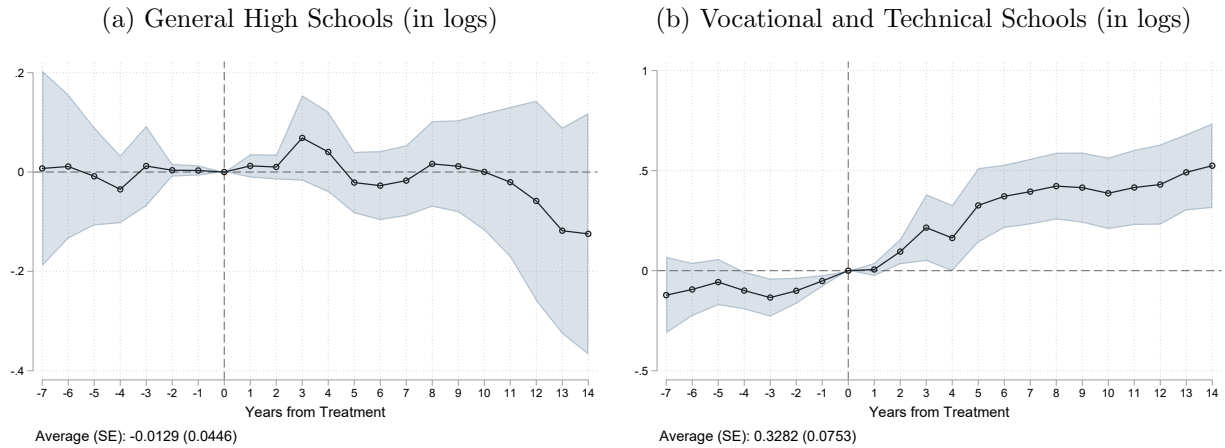 (a) General High Schools (in logs)
.2
0
-.2
-.4
-7 -6 -5 -4 -3 -2 -1 0 1 2 3 4 5 6 7 8 9 10 11 12 13 14
Years from Treatment
Average (SE): -0.0129 (0.0446)
(b) Vocational and Technical Schools (in logs)
1
.5
0
-.5
-7 -6 -5 -4 -3 -2 -1 0 1 2 3 4 5 6 7 8 9 10 11 12 13 14
Years from Treatment
Average (SE): 0.3282 (0.0753)